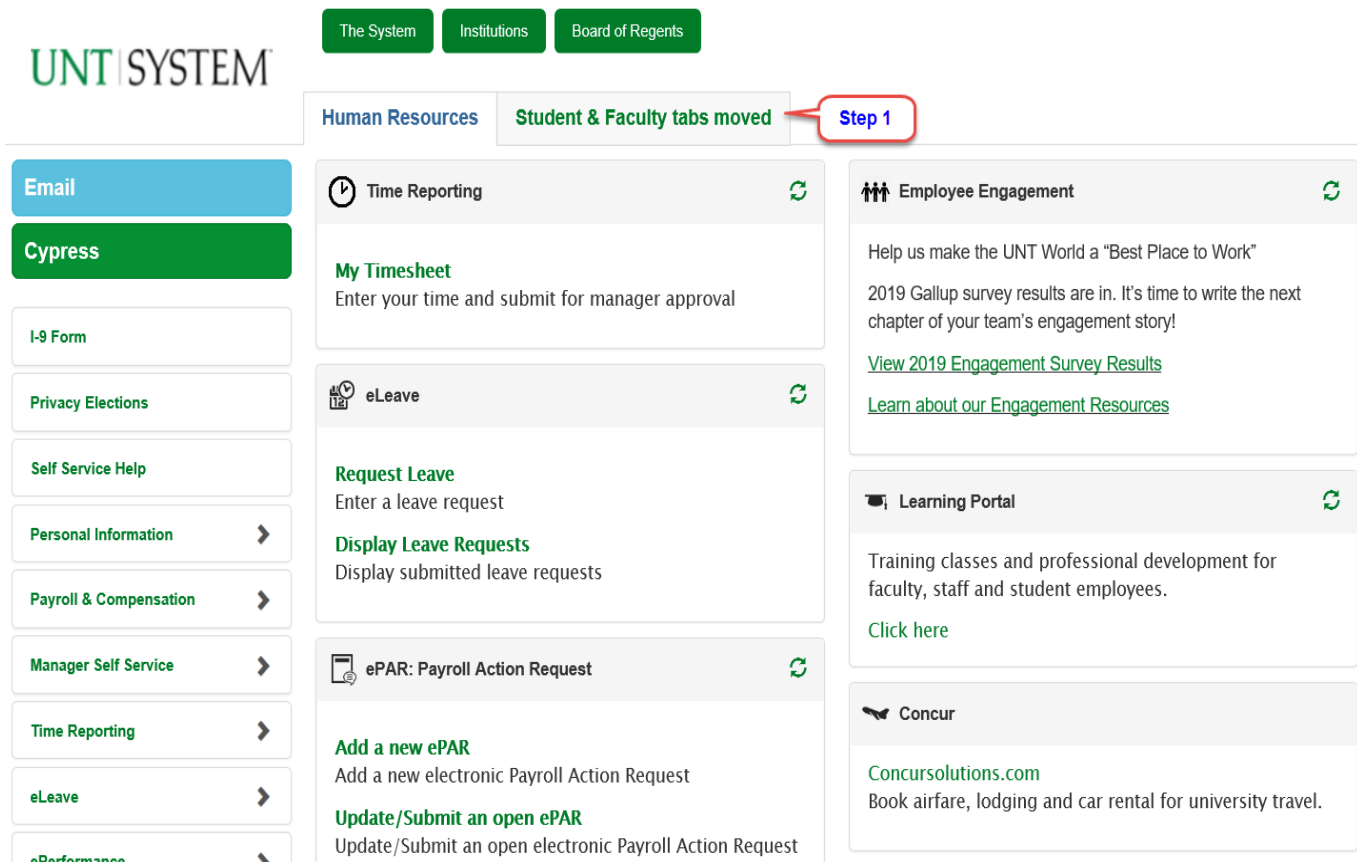 The System
Institutions
Board of Regents
UNT SYSTEM
Human Resources
Student & Faculty tabs moved
Step 1
Email
Cypress
I-9 Form
Privacy Elections
Self Service Help
Personal Information
Payroll & Compensation
Manager Self Service
Time Reporting
eLeave
ePerformance
Time Reporting
My Timesheet
Enter your time and submit for manager approval
eLeave
Request Leave
Enter a leave request
Display Leave Requests
Display submitted leave requests
ePAR: Payroll Action Request
Add a new ePAR
Add a new electronic Payroll Action Request
Update/Submit an open ePAR
Update/Submit an open electronic Payroll Action Request
Employee Engagement
Help us make the UNT World a “Best Place to Work”
2019 Gallup survey results are in. It’s time to write the next
chapter of your team’s engagement story!
View 2019 Engagement Survey Results
Learn about our Engagement Resources
Learning Portal
Training classes and professional development for
faculty, staff and student employees.
Click here
Concur
Concursolutions.com
Book airfare, lodging and car rental for university travel.